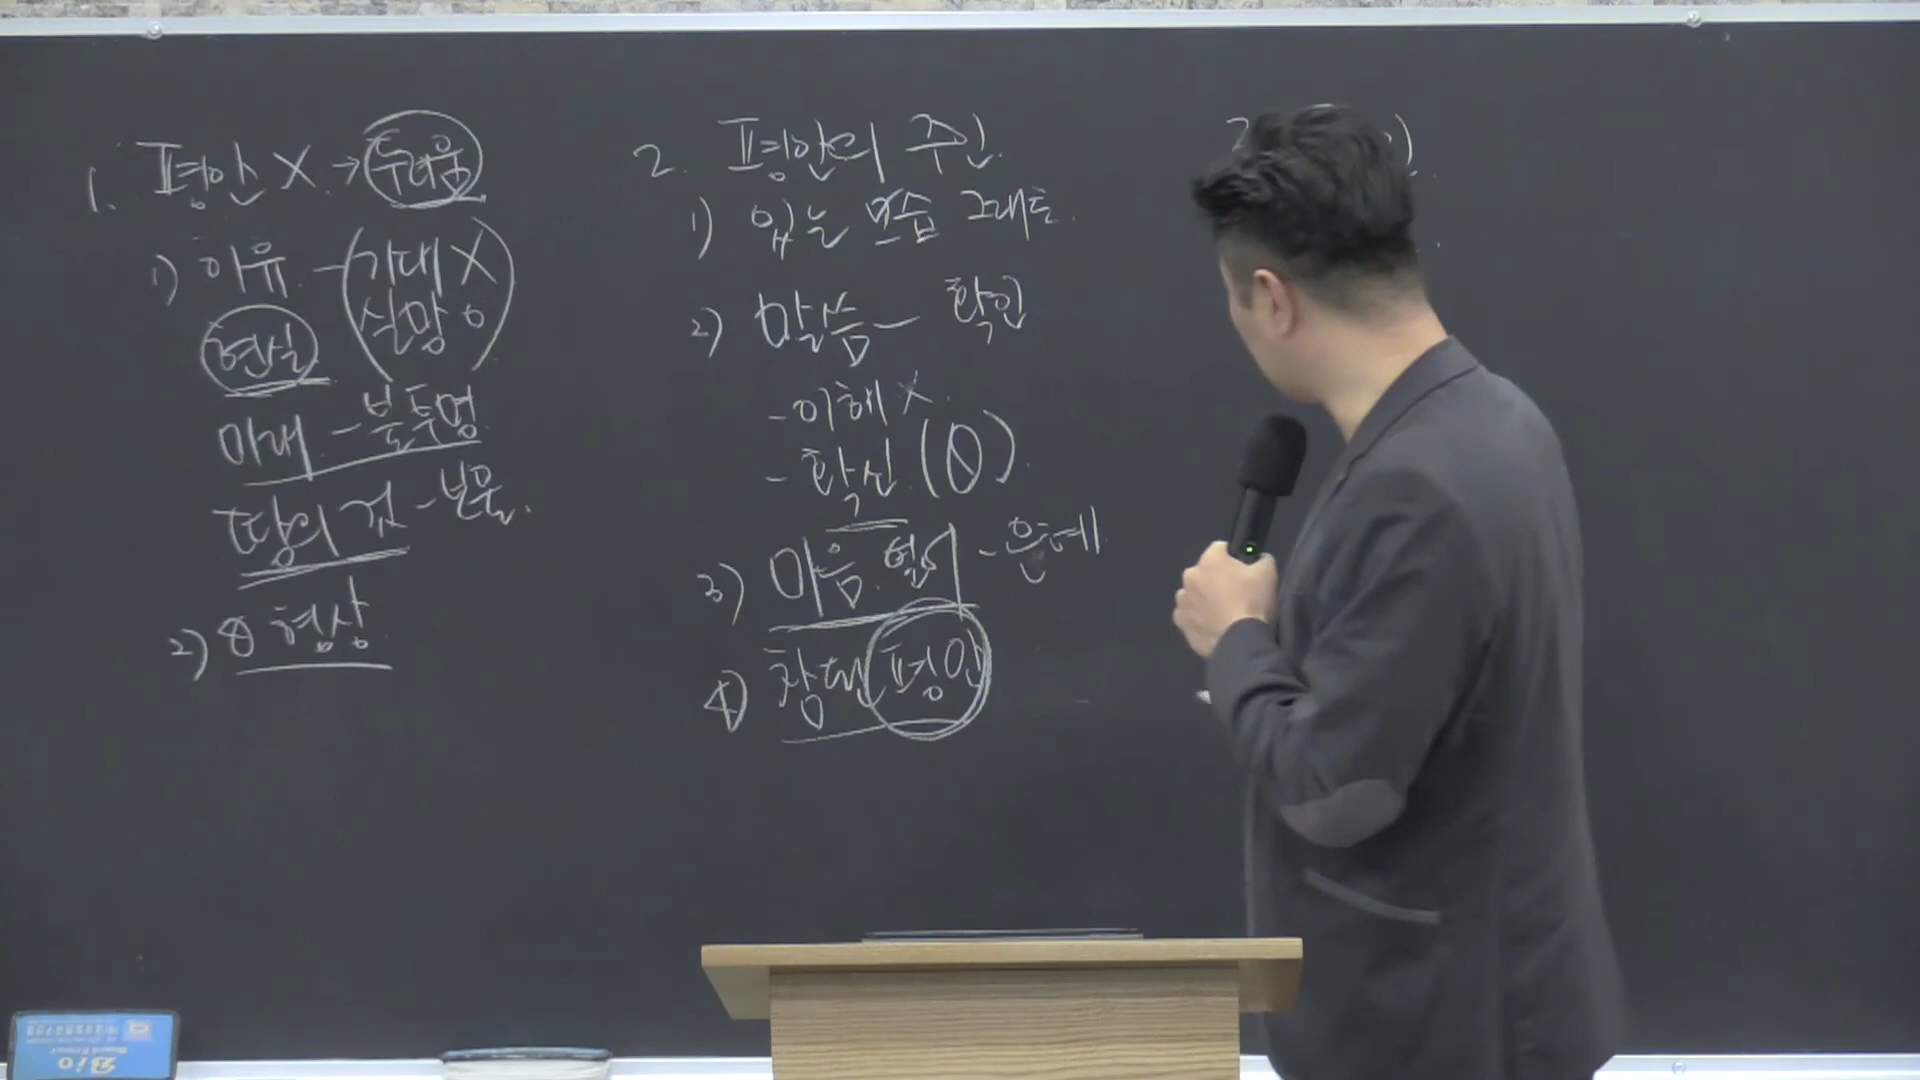 1. 평안 X → 두려움
1) 이유 - 기대 X
실망 o
현실
미래 - 불투명
땅의 것 - 보물.
2) 8 현상
2. 평안의 주인
1) 있는 모습 그대로.
2) 말씀 - 확인
- 이해 X.
- 확신 (O).
3) 마음 열어 - 은혜
4) 참된 평안
Bio